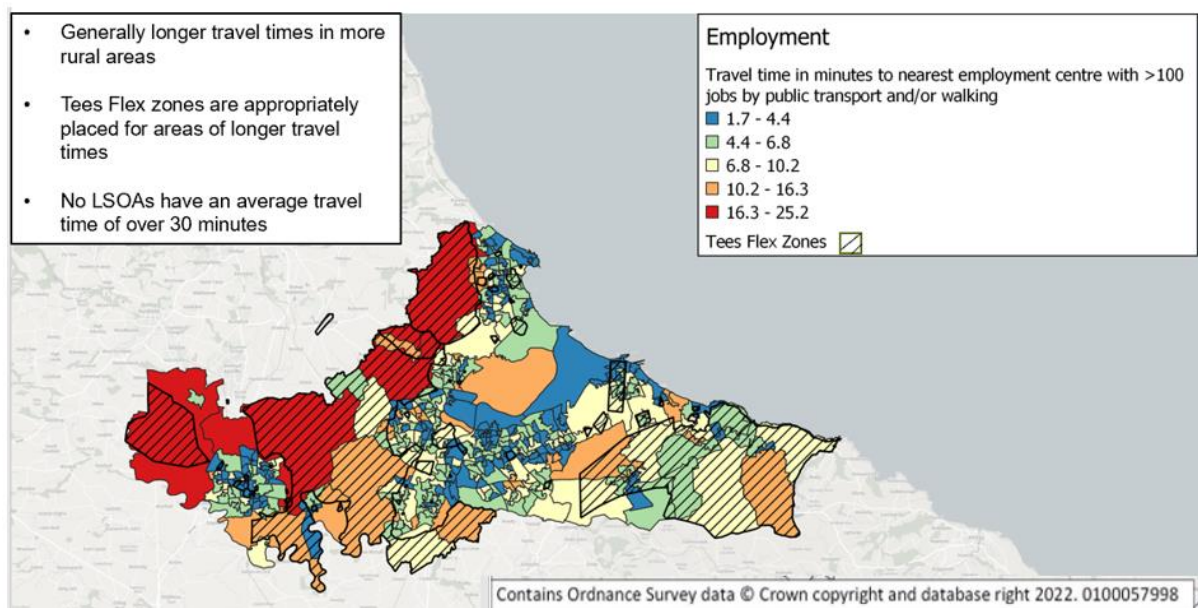 • Generally longer travel times in more
rural areas
• Tees Flex zones are appropriately
placed for areas of longer travel
times
• No LSOAs have an average travel
time of over 30 minutes
Employment
Travel time in minutes to nearest employment centre with >100
jobs by public transport and/or walking
1.7 - 4.4
4.4 - 6.8
6.8 - 10.2
10.2 - 16.3
16.3 - 25.2
Tees Flex Zones
Contains Ordnance Survey data © Crown copyright and database right 2022. 0100057998